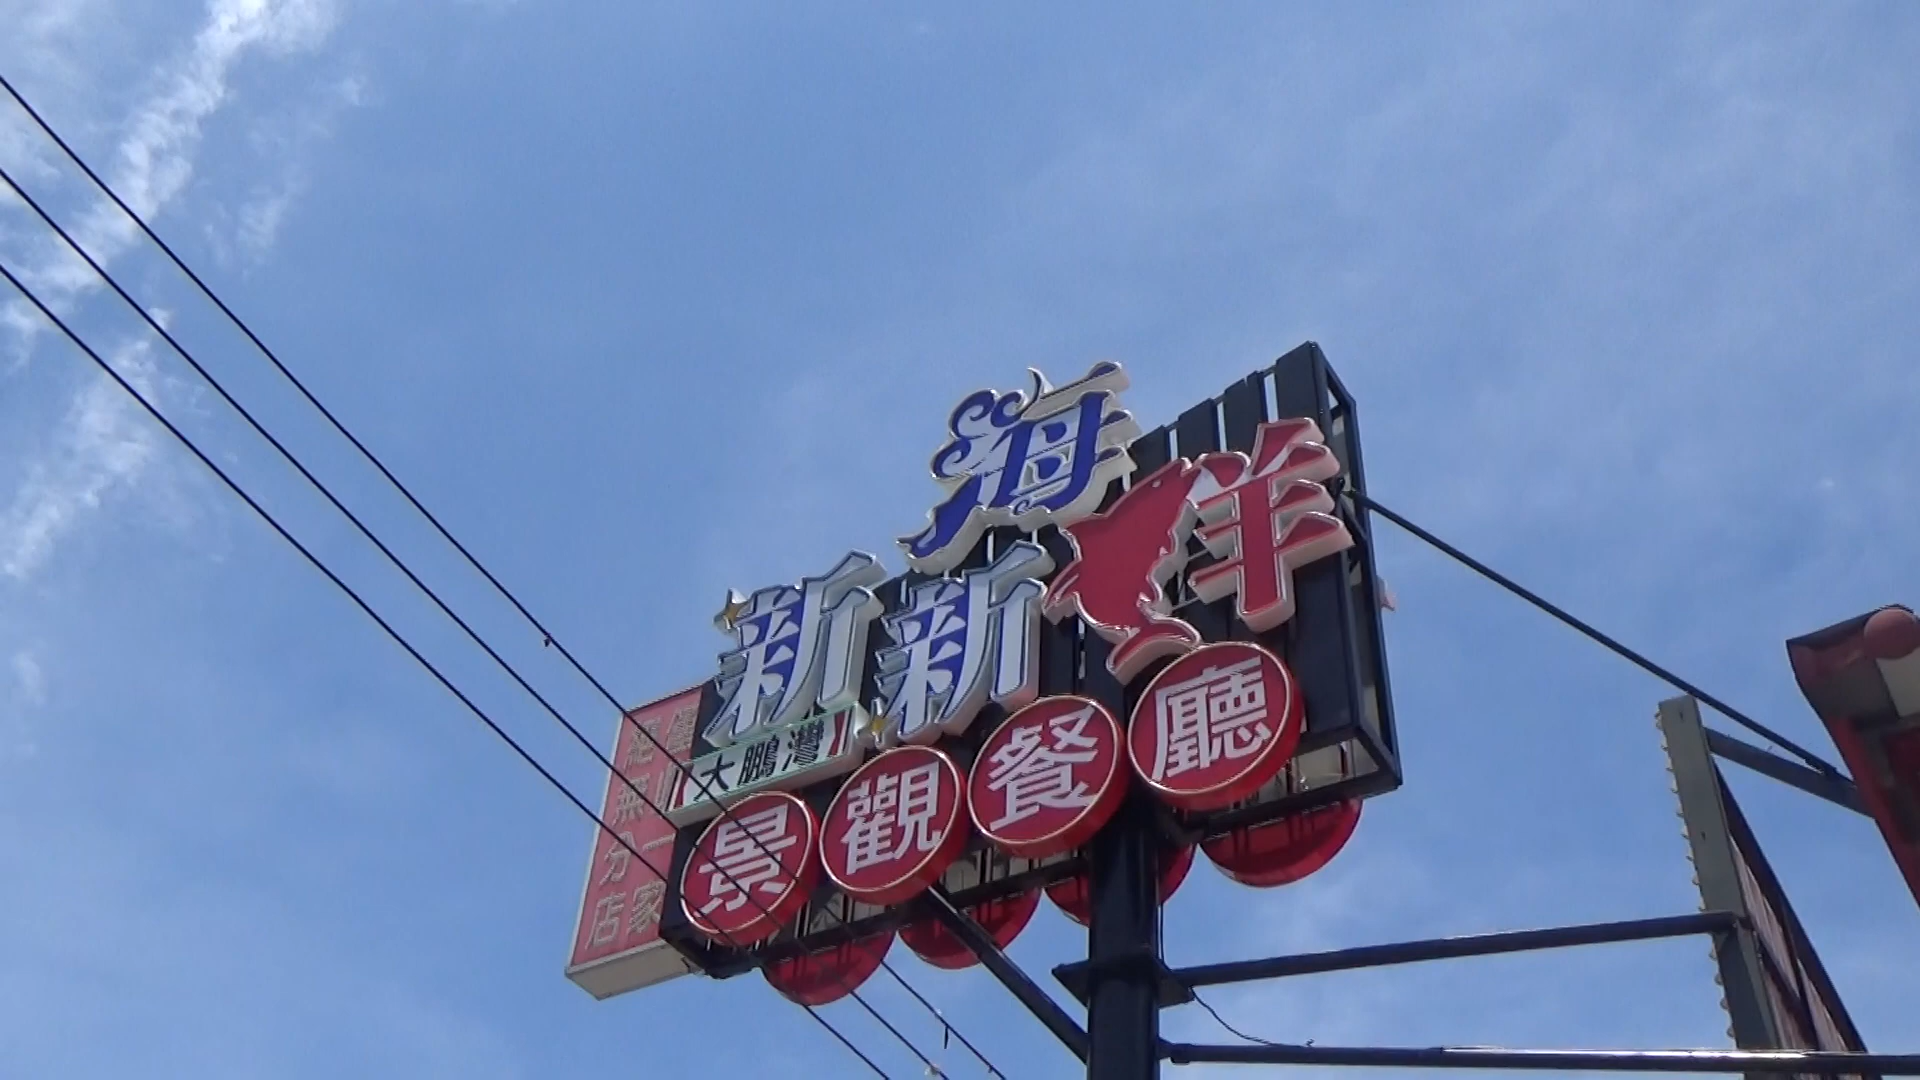 新新海洋
大鵬灣
景觀餐廳
僅此一家
絕無分店